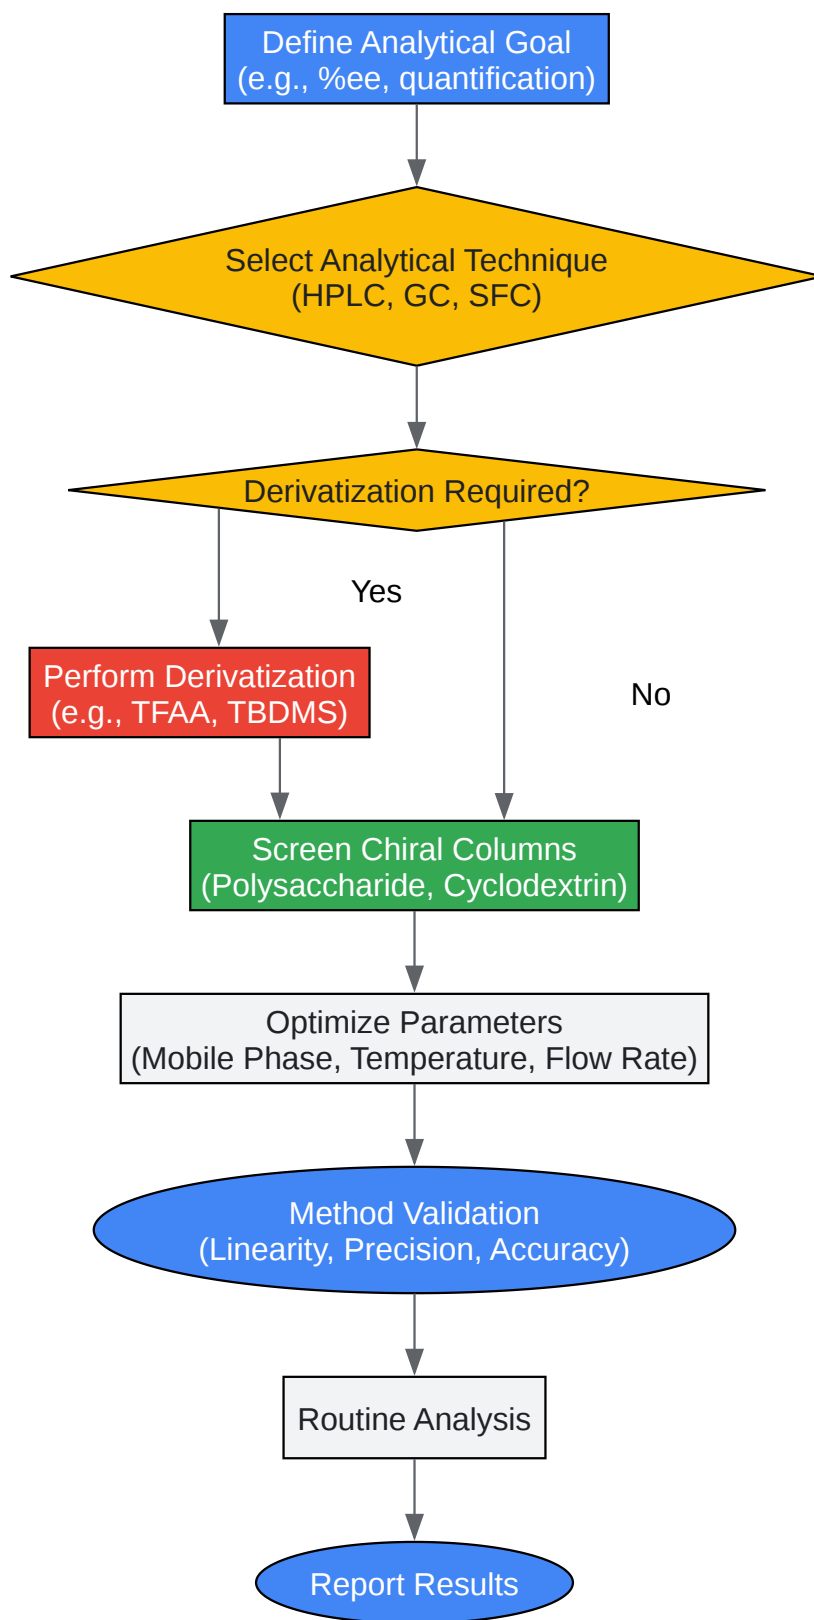 Define Analytical Goal
(e.g., %ee, quantification)
Select Analytical Technique
(HPLC, GC, SFC)
Derivatization Required?
Yes
Perform Derivatization
(e.g., TFAA, TBDMS)
No
Screen Chiral Columns
(Polysaccharide, Cyclodextrin)
Optimize Parameters
(Mobile Phase, Temperature, Flow Rate)
Method Validation
(Linearity, Precision, Accuracy)
Routine Analysis
Report Results